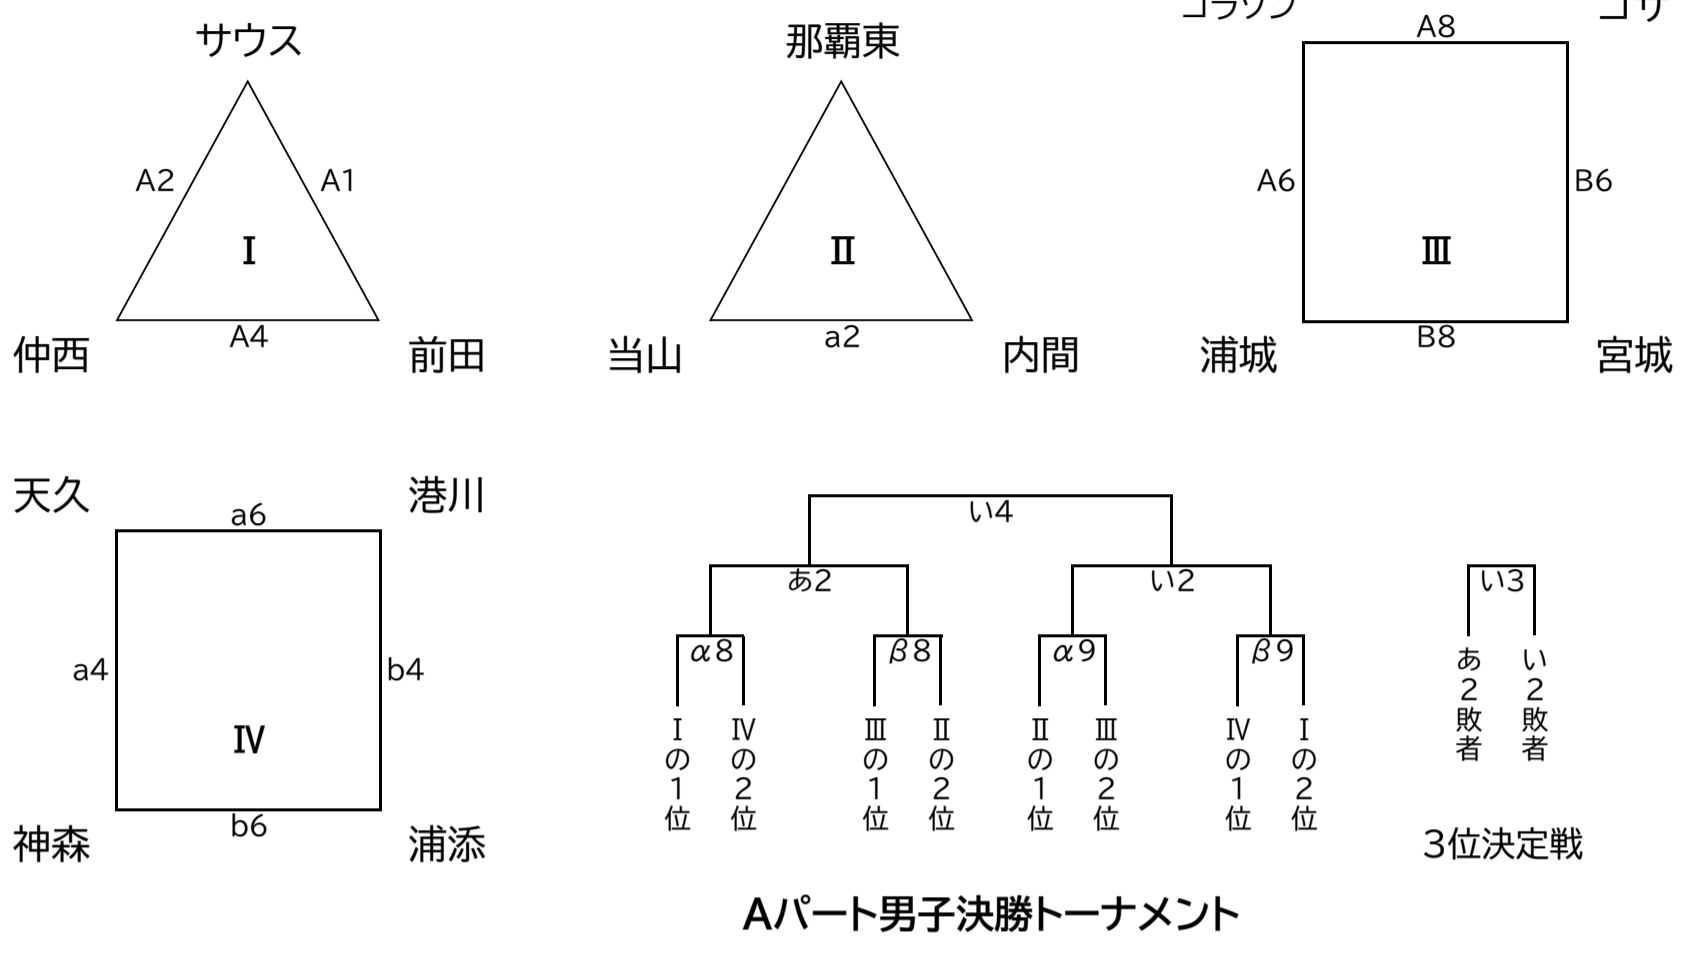 コラソン
コザ
サウス
那覇東
A8
A2
A1
A6
B6
Ⅰ
Ⅱ
Ⅲ
A4
a2
B8
仲西
前田
当山
内間
浦城
宮城
天久
港川
a6
い4
あ2
い2
い3
a4
b4
α8
β8
α9
β9
Ⅳ
Ⅰの1位
Ⅳの2位
Ⅲの1位
Ⅱの2位
Ⅱの1位
Ⅲの2位
Ⅳの1位
Ⅰの2位
あ2敗者
い2敗者
b6
神森
浦添
3位決定戦
Aパート男子決勝トーナメント